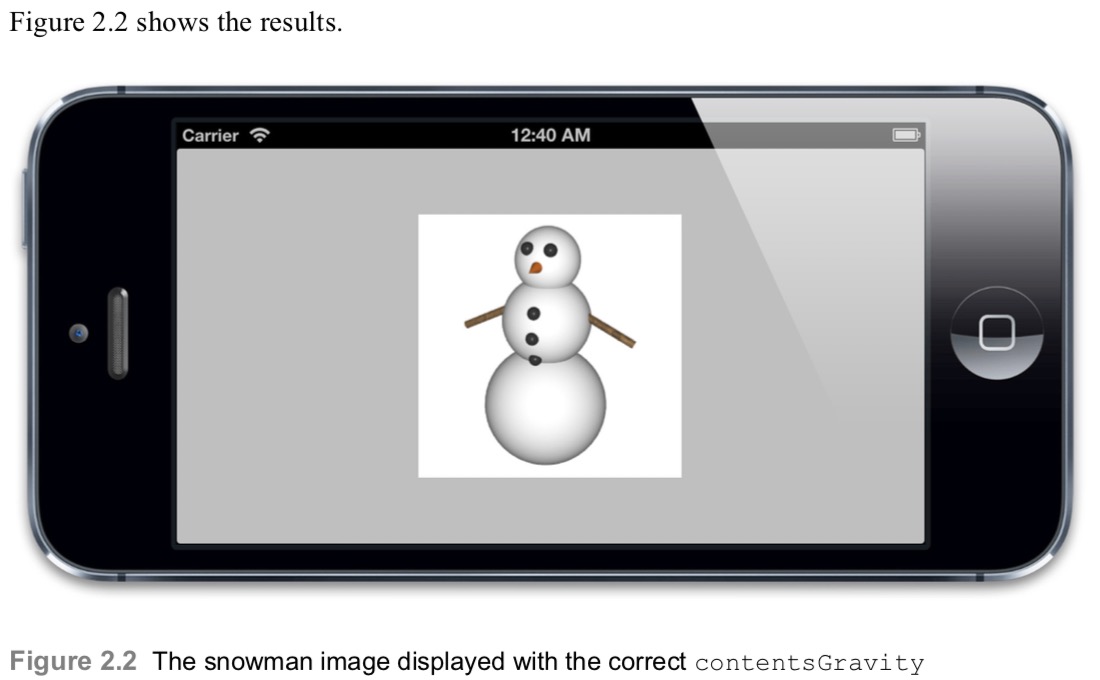 Figure 2.2 shows the results.
Carrier 12:40 AM
Figure 2.2 The snowman image displayed with the correct contentsGravity